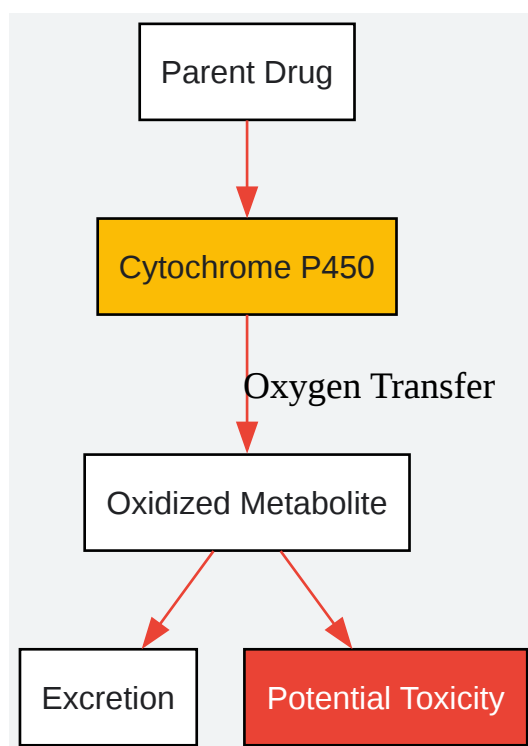 Parent Drug
Cytochrome P450
Oxygen Transfer
Oxidized Metabolite
Excretion
Potential Toxicity